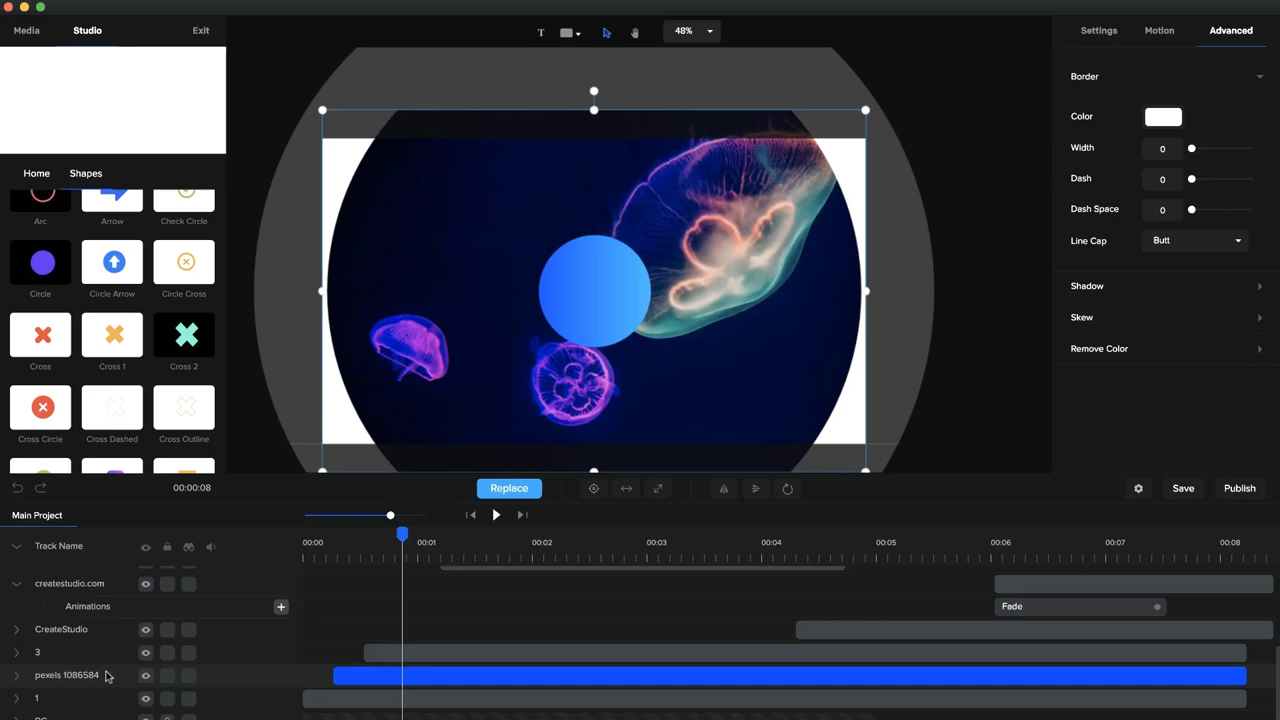 Media Studio Exit
T 48%
Settings Motion Advanced
Border
Color
Width 0
Dash 0
Dash Space 0
Line Cap Butt
Shadow
Skew
Remove Color
Home Shapes
Arc Arrow Check Circle
Circle Circle Arrow Circle Cross
Cross Cross 1 Cross 2
Cross Circle Cross Dashed Cross Outline
00:00:08 Replace Save Publish
Main Project
Track Name 00:00 00:01 00:02 00:03 00:04 00:05 00:06 00:07 00:08
createstudio.com
Animations + Fade
CreateStudio
3
pexels 1086584
1